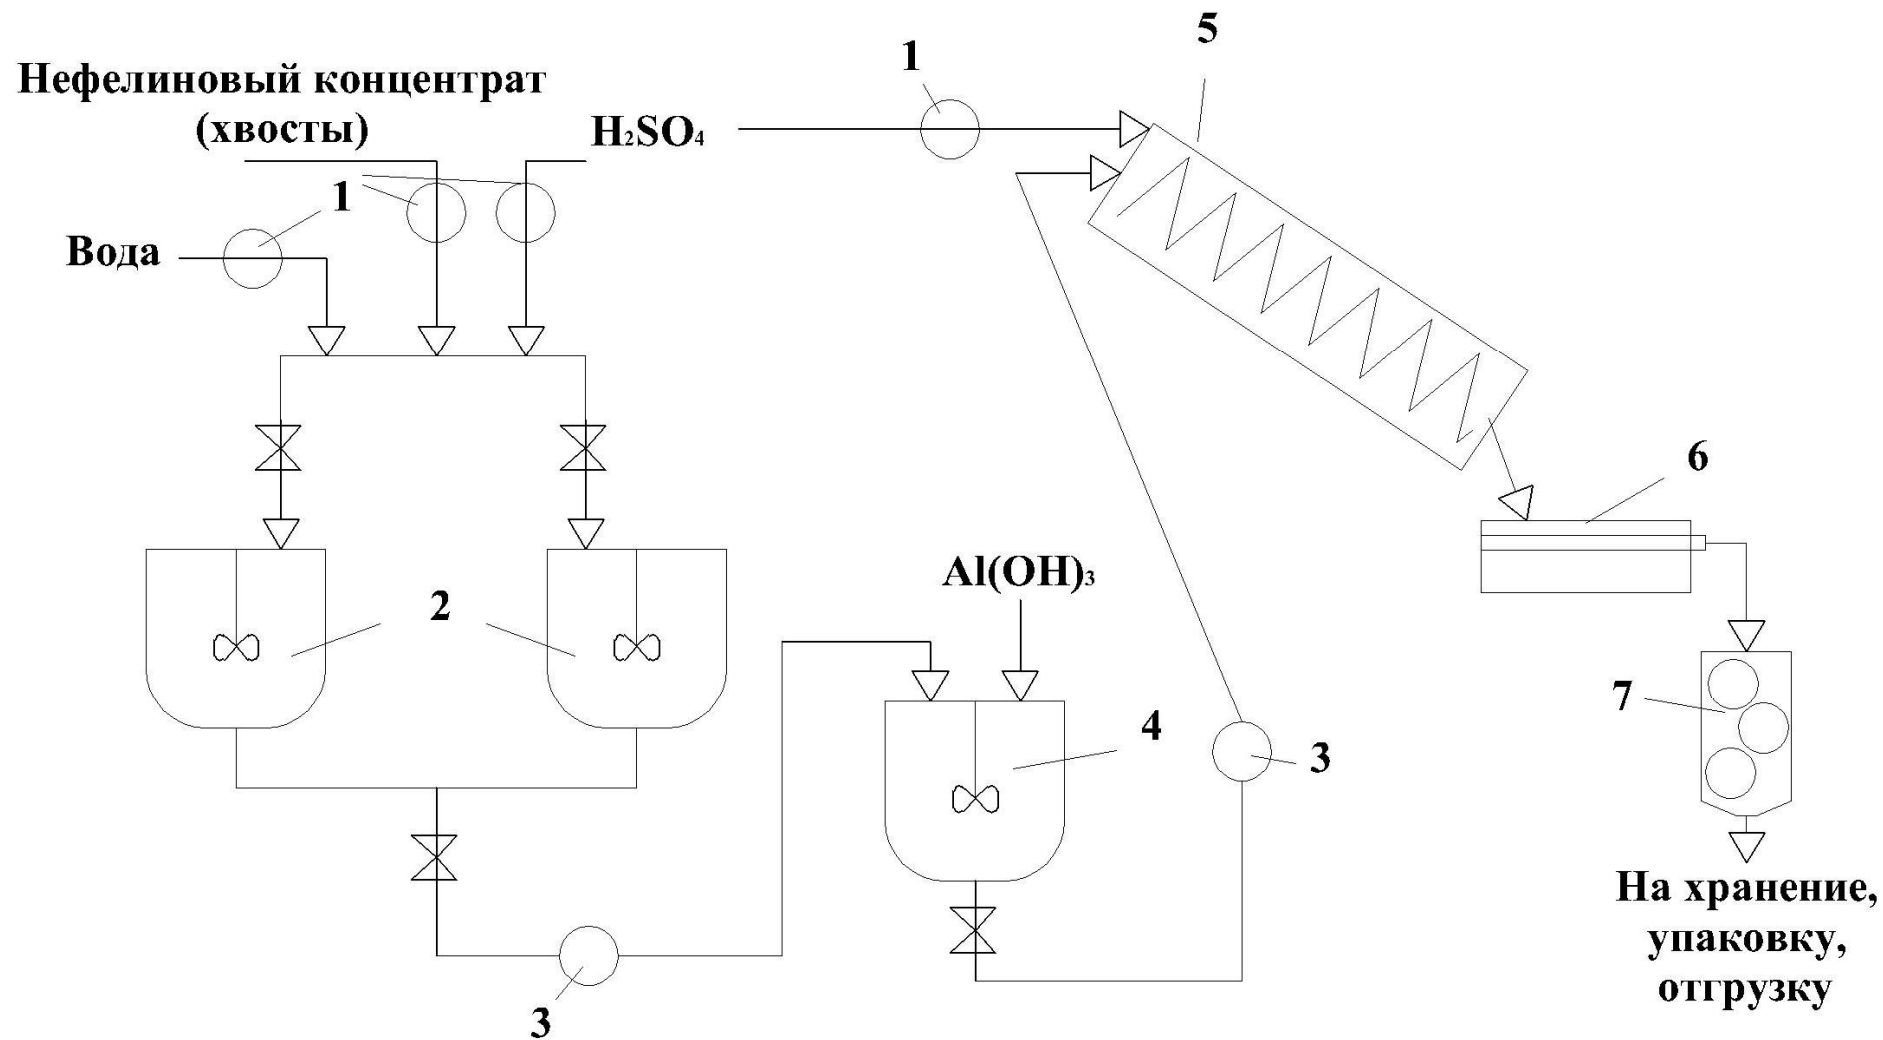 5
1
Нефелиновый концентрат
(хвосты)
H₂SO₄
1
Вода
6
Al(OH)₃
2
7
4
3
На хранение,
упаковку,
отгрузку
3